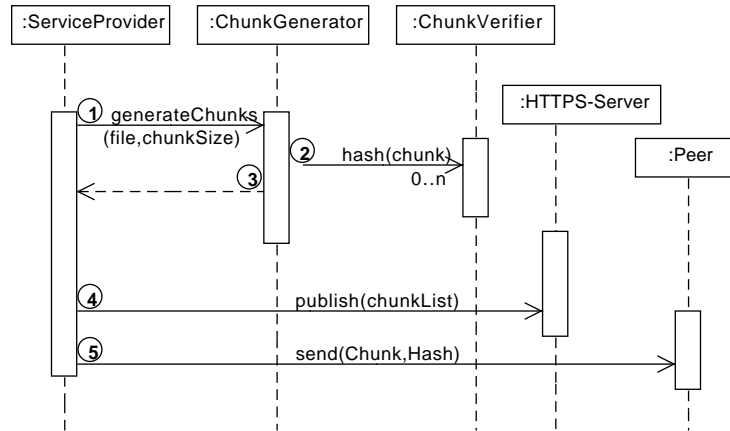 :ServiceProvider
:ChunkGenerator
:ChunkVerifier
:HTTPS-Server
:Peer
1
generateChunks
(file,chunkSize)
2
hash(chunk)
0..n
3
4
publish(chunkList)
5
send(Chunk,Hash)